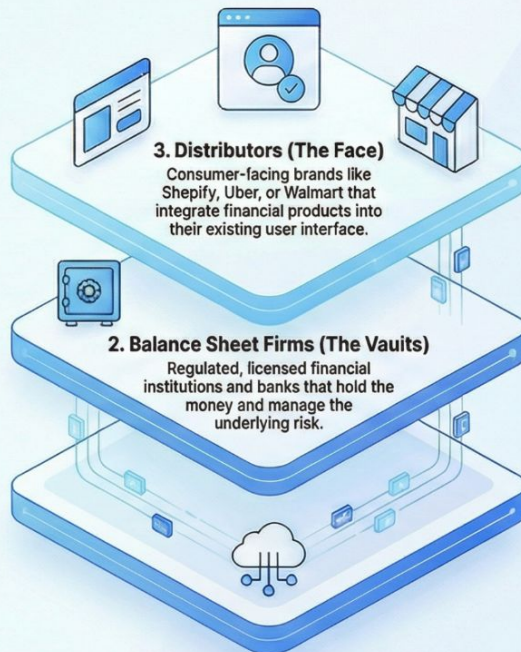 3. Distributors (The Face)
Consumer-facing brands like
Shepify, Uber, or Walmart that
integrate financial products into
their existing user interface.
2. Balance Sheet Firms (The Vauits)
Regulated, licensed financial
institutions and banks that hold the
money and manage the
underlying risk.